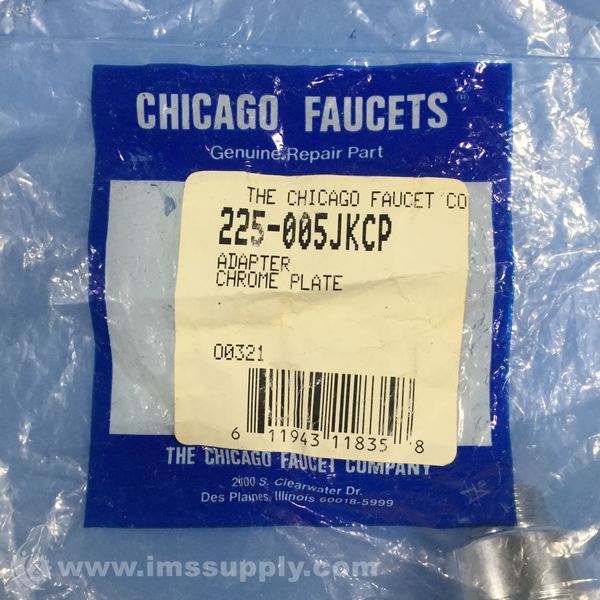 CHICAGO FAUCETS®
Genuine Repair Part
THE CHICAGO FAUCET CO
225-005JKCP
ADAPTER
CHROME PLATE
00321
6 11943 11835 8
THE CHICAGO FAUCET COMPANY
2100 S. Clearwater Dr.
Des Plaines, Illinois 60018-5999
www.imssupply.com